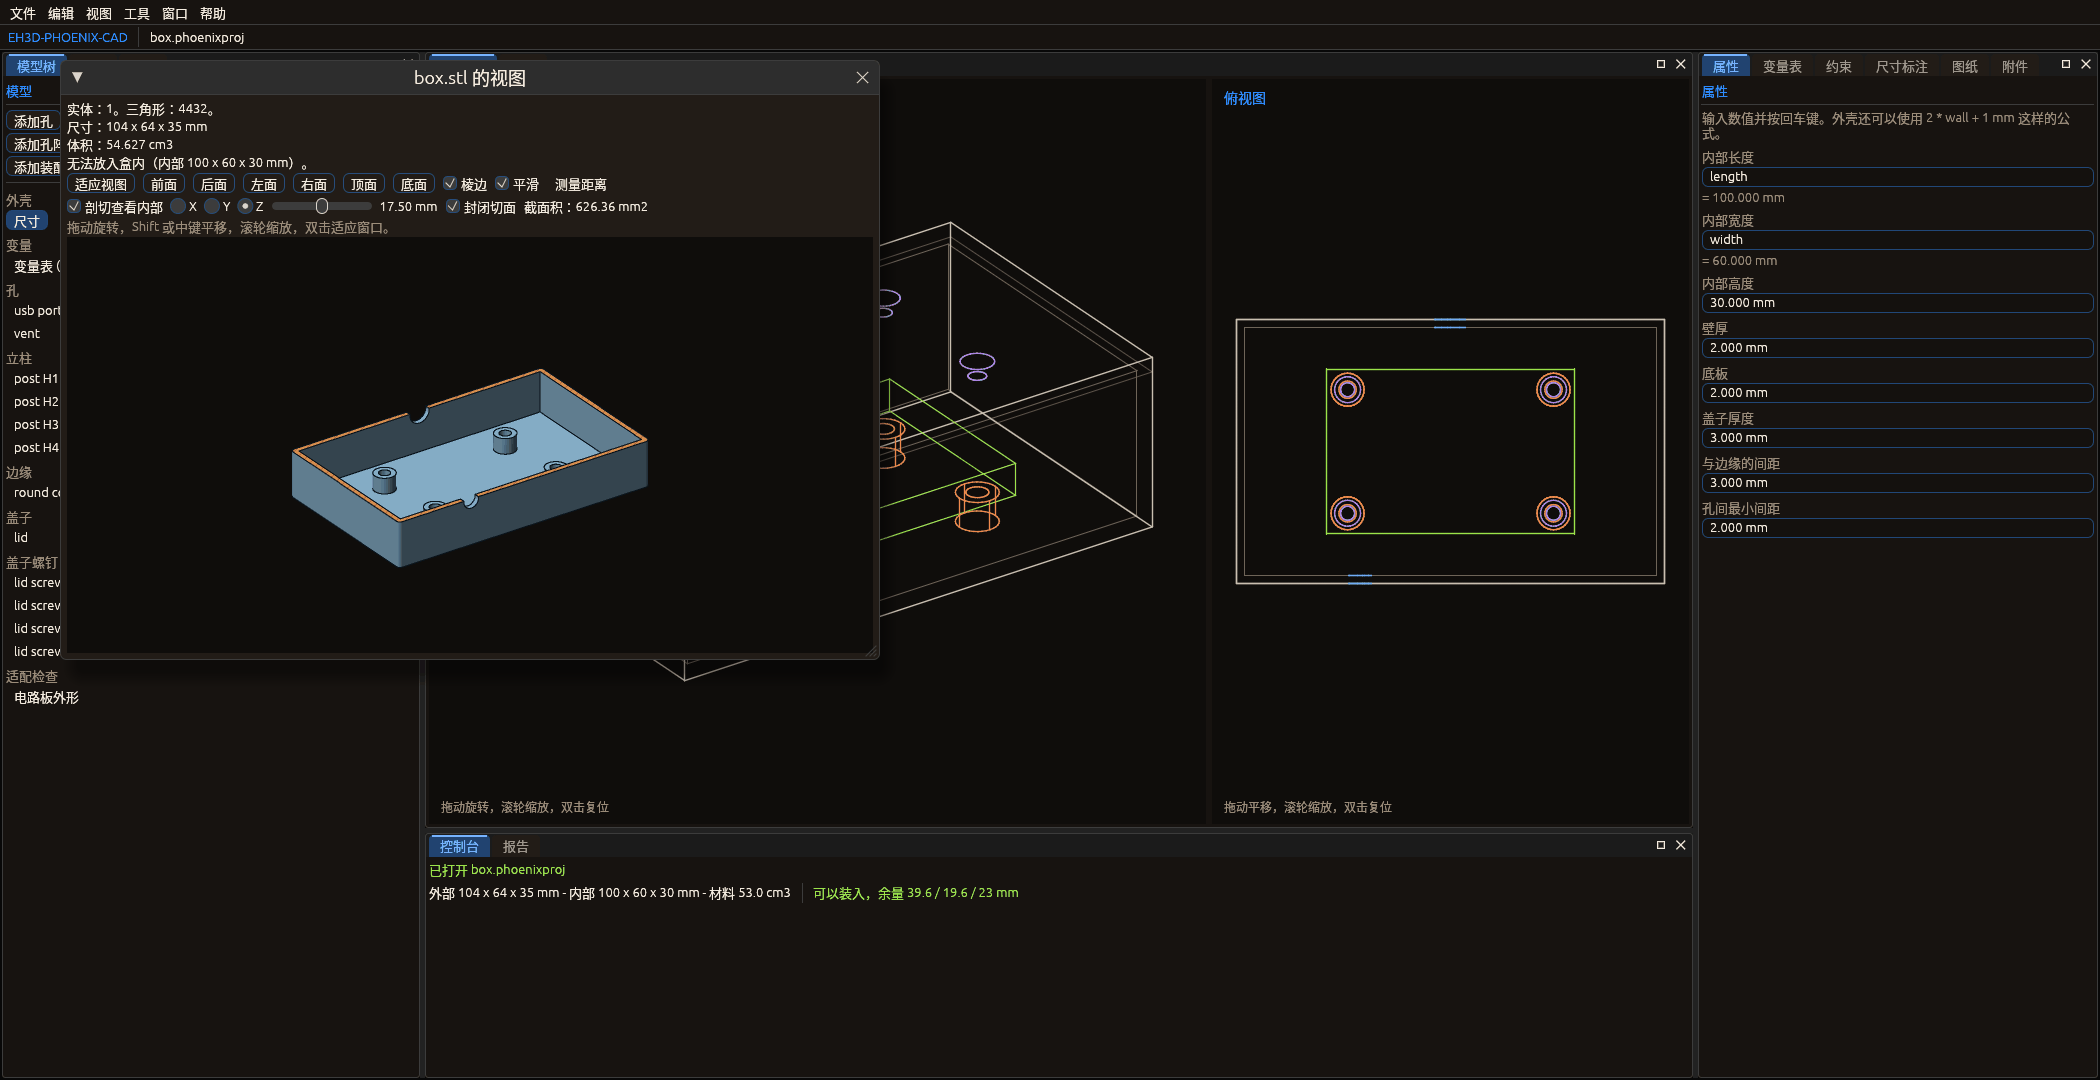 文件 编辑 视图 工具 窗口 帮助
EH3D-PHOENIX-CAD box.phoenixproj
模型树
模型
添加孔
添加孔
添加装
外壳
尺寸
变量
变量表 (
孔
usb port
vent
立柱
post H1
post H2
post H3
post H4
边缘
round
盖子
lid
盖子螺钉
lid
lid
lid
lid
适配检查
电路板外形
box.stl 的视图
实体：1。三角形：4432。
尺寸：104 x 64 x 35 mm
体积：54.627 cm3
无法放入盒内（内部 100 x 60 x 30 mm）。
适应视图 前面 后面 左面 右面 顶面 底面 棱边 平滑 测量距离
剖切查看内部 X Y Z 17.50 mm 封闭切面 截面积：626.36 mm2
拖动旋转，Shift 或中键平移，滚轮缩放，双击适应窗口。
拖动旋转，滚轮缩放，双击复位
俯视图
拖动平移，滚轮缩放，双击复位
控制台 报告
已打开 box.phoenixproj
外部 104 x 64 x 35 mm - 内部 100 x 60 x 30 mm - 材料 53.0 cm3 可以装入，余量 39.6 / 19.6 / 23 mm
属性 变量表 约束 尺寸标注 图纸 附件
属性
输入数值并按回车键。外壳还可以使用 2 * wall + 1 mm 这样的公
式。
内部长度
length
= 100.000 mm
内部宽度
width
= 60.000 mm
内部高度
30.000 mm
壁厚
2.000 mm
底板
2.000 mm
盖子厚度
3.000 mm
与边缘的间距
3.000 mm
孔间最小间距
2.000 mm